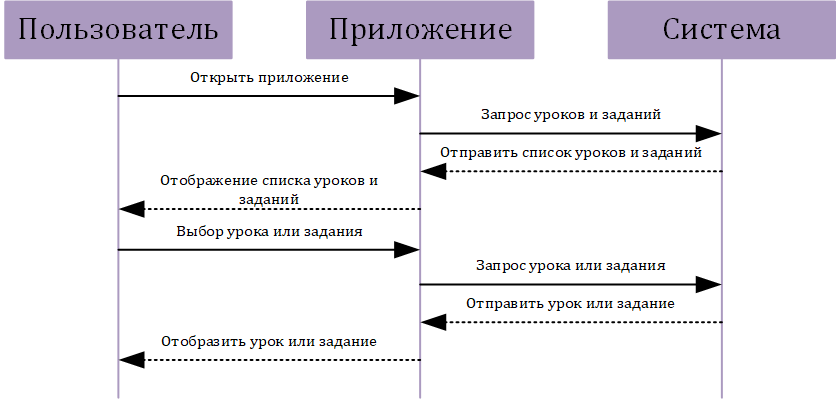 Пользователь
Приложение
Система
Открыть приложение
Запрос уроков и заданий
Отправить список уроков и заданий
Отображение списка уроков и
заданий
Выбор урока или задания
Запрос урока или задания
Отправить урок или задание
Отобразить урок или задание